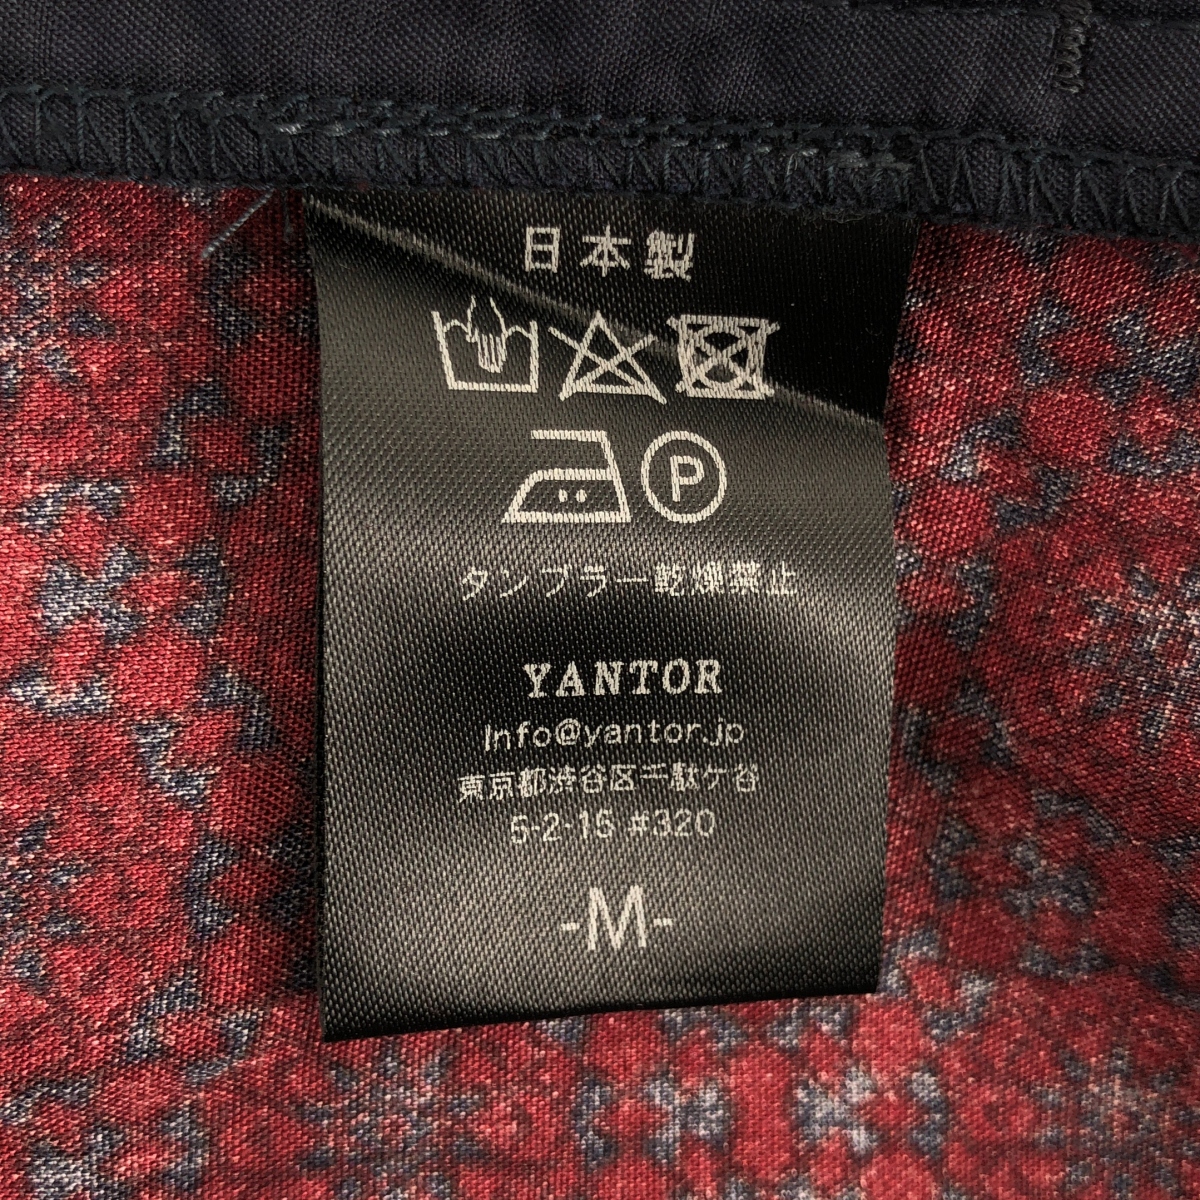 日本製
P
タンブラー乾燥禁止
YANTOR
Info@yantor.jp
東京都渋谷区千駄ケ谷
5-2-15 #320
-M-